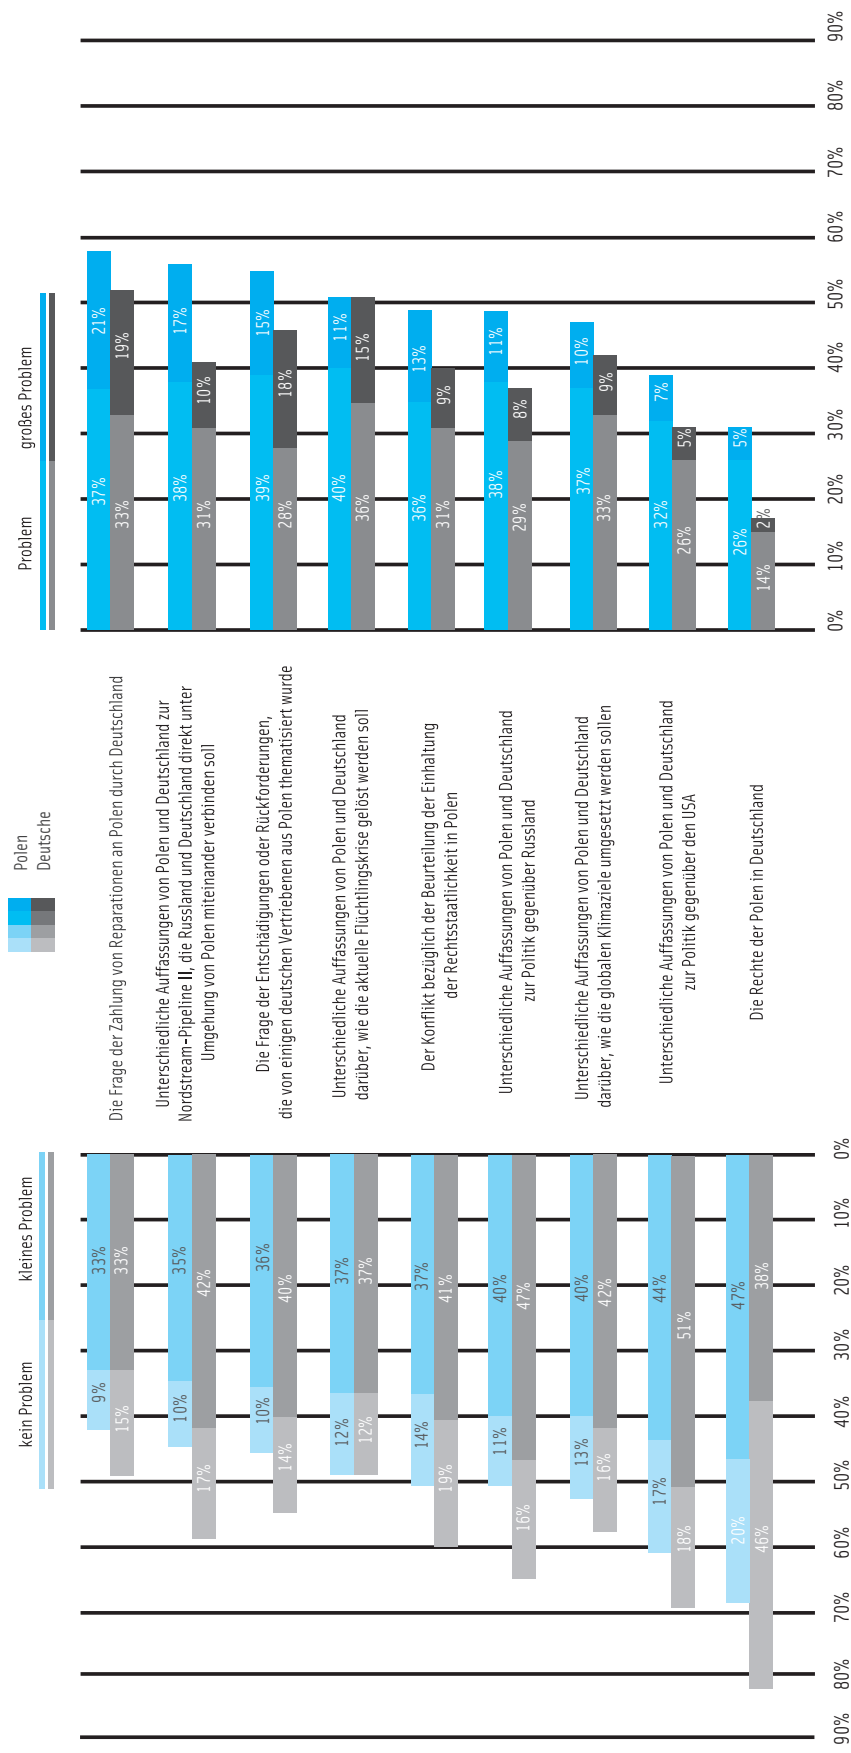 Polen
Deutsche
kein Problem
kleines Problem
Problem
großes Problem
9%
33%
15%
33%
Die Frage der Zahlung von Reparationen an Polen durch Deutschland
37%
21%
33%
19%
10%
35%
17%
42%
Unterschiedliche Auffassungen von Polen und Deutschland zur
Nordstream-Pipeline II, die Russland und Deutschland direkt unter
Umgehung von Polen miteinander verbinden soll
38%
17%
31%
10%
10%
36%
14%
40%
Die Frage der Entschädigungen oder Rückforderungen,
die von einigen deutschen Vertriebenen aus Polen thematisiert wurde
39%
15%
28%
18%
12%
37%
12%
37%
Unterschiedliche Auffassungen von Polen und Deutschland
darüber, wie die aktuelle Flüchtlingskrise gelöst werden soll
40%
11%
36%
15%
14%
37%
19%
41%
Der Konflikt bezüglich der Beurteilung der Einhaltung
der Rechtsstaatlichkeit in Polen
36%
13%
31%
9%
11%
40%
16%
47%
Unterschiedliche Auffassungen von Polen und Deutschland
zur Politik gegenüber Russland
38%
11%
29%
8%
13%
40%
16%
42%
Unterschiedliche Auffassungen von Polen und Deutschland
darüber, wie die globalen Klimaziele umgesetzt werden sollen
37%
10%
33%
9%
17%
44%
18%
51%
Unterschiedliche Auffassungen von Polen und Deutschland
zur Politik gegenüber den USA
32%
7%
26%
5%
20%
47%
46%
38%
Die Rechte der Polen in Deutschland
26%
5%
14%
2%
90% 80% 70% 60% 50% 40% 30% 20% 10% 0%
0% 10% 20% 30% 40% 50% 60% 70% 80% 90%